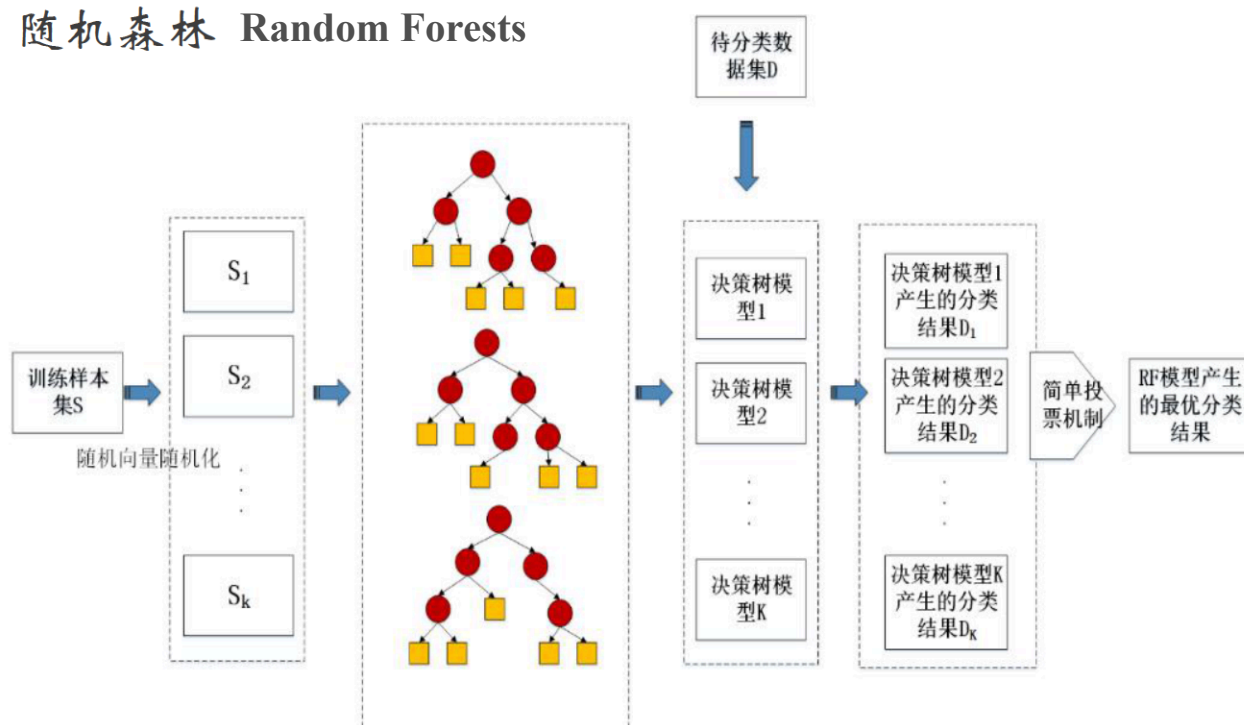 随机森林 Random Forests
待分类数
据集D
训练样本
集S
随机向量随机化
S₁
S₂
Sₖ
决策树模
型1
决策树模
型2
决策树模
型K
决策树模型1
产生的分类
结果D₁
决策树模型2
产生的分类
结果D₂
决策树模型K
产生的分类
结果Dₖ
简单投
票机制
RF模型产生
的最优分类
结果